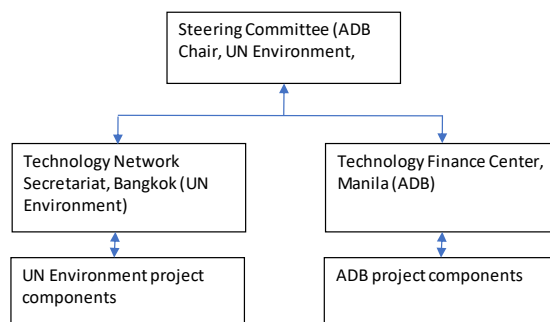 Steering Committee (ADB
Chair, UN Environment,
Technology Network
Secretariat, Bangkok (UN
Environment)
Technology Finance Center,
Manila (ADB)
UN Environment project
components
ADB project components